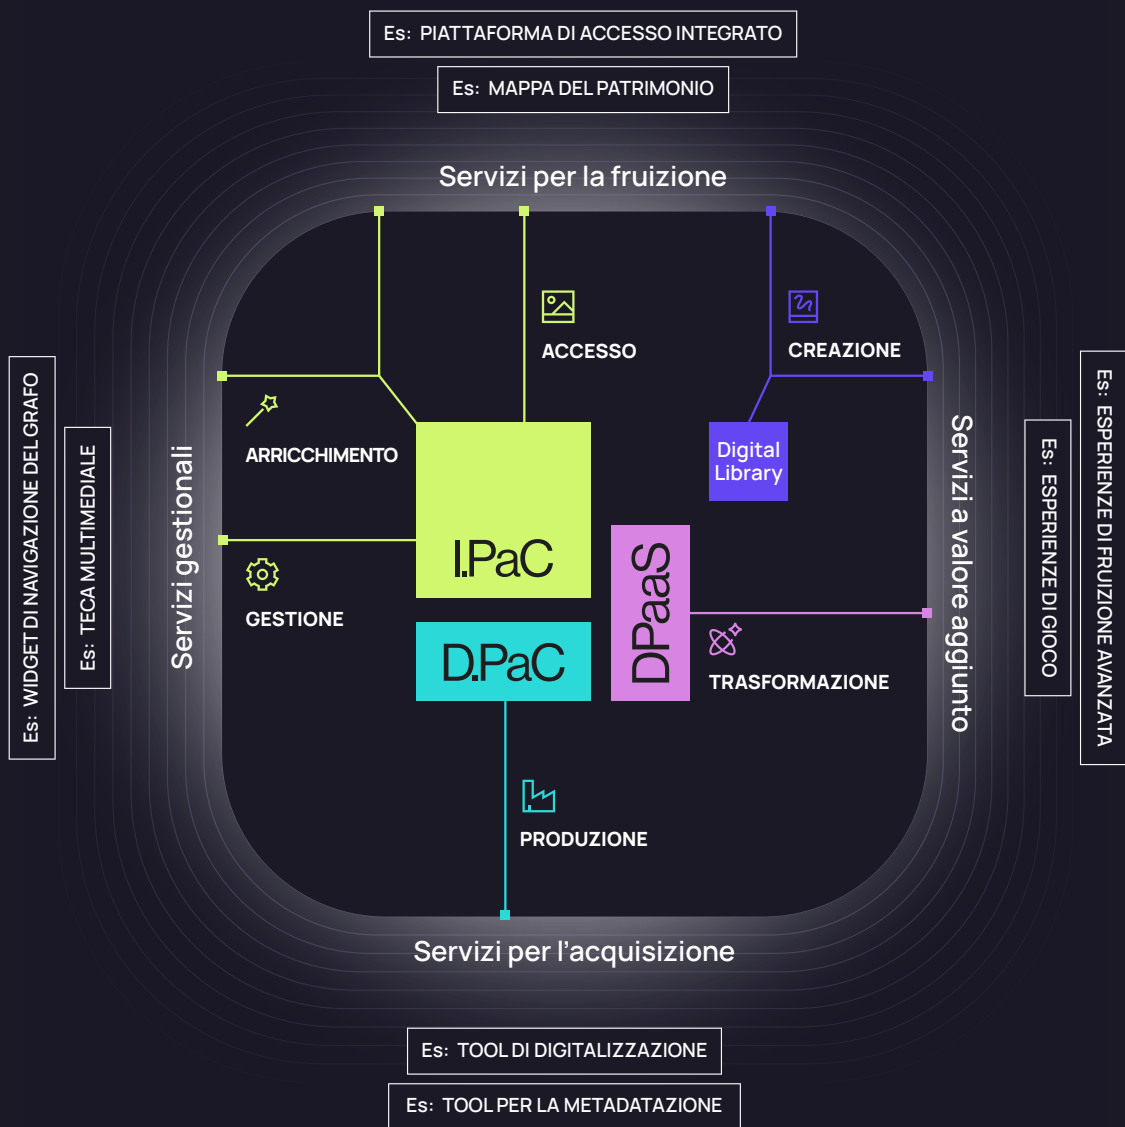 Es: PIATTAFORMA DI ACCESSO INTEGRATO
Es: MAPPA DEL PATRIMONIO
Servizi per la fruizione
ACCESSO
CREAZIONE
ARRICCHIMENTO
Digital
Library
I.PaC
GESTIONE
D.PaC
DPaaS
TRASFORMAZIONE
PRODUZIONE
Es: WIDGET DI NAVIGAZIONE DEL GRAFO
Es: TECA MULTIMEDIALE
Servizi gestionali
Servizi a valore aggiunto
Es: ESPERIENZE DI GIOCO
Es: ESPERIENZE DI FRUIZIONE AVANZATA
Servizi per l’acquisizione
Es: TOOL DI DIGITALIZZAZIONE
Es: TOOL PER LA METADATAZIONE